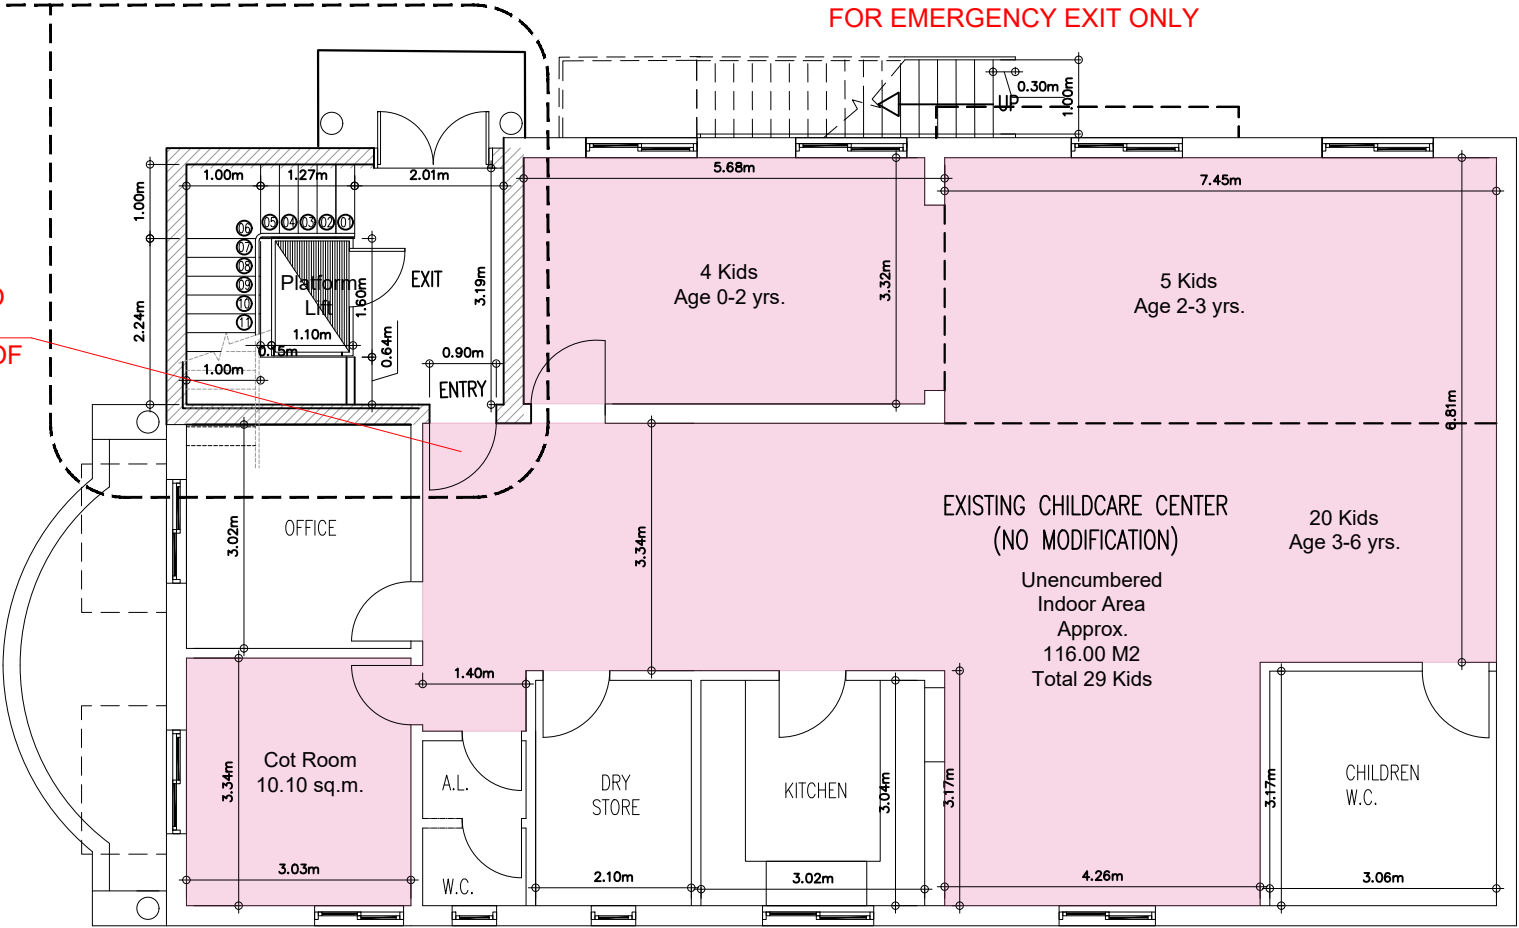 FOR EMERGENCY EXIT ONLY
0.30m
UP
1.00m
1.00m
1.27m
2.01m
5.68m
7.45m
1.00m
06
05
04
03
02
01
07
08
09
10
11
Platform
Lift
1.60m
EXIT
3.19m
4 Kids
Age 0-2 yrs.
3.32m
5 Kids
Age 2-3 yrs.
2.24m
1.10m
0.15m
0.64m
0.90m
1.00m
ENTRY
OF
6.81m
OFFICE
3.02m
3.34m
EXISTING CHILDCARE CENTER
(NO MODIFICATION)
20 Kids
Age 3-6 yrs.
Unencumbered
Indoor Area
Approx.
116.00 M2
Total 29 Kids
1.40m
Cot Room
10.10 sq.m.
3.34m
3.03m
A.L.
W.C.
DRY
STORE
2.10m
KITCHEN
3.04m
3.02m
3.17m
4.26m
3.17m
CHILDREN
W.C.
3.06m